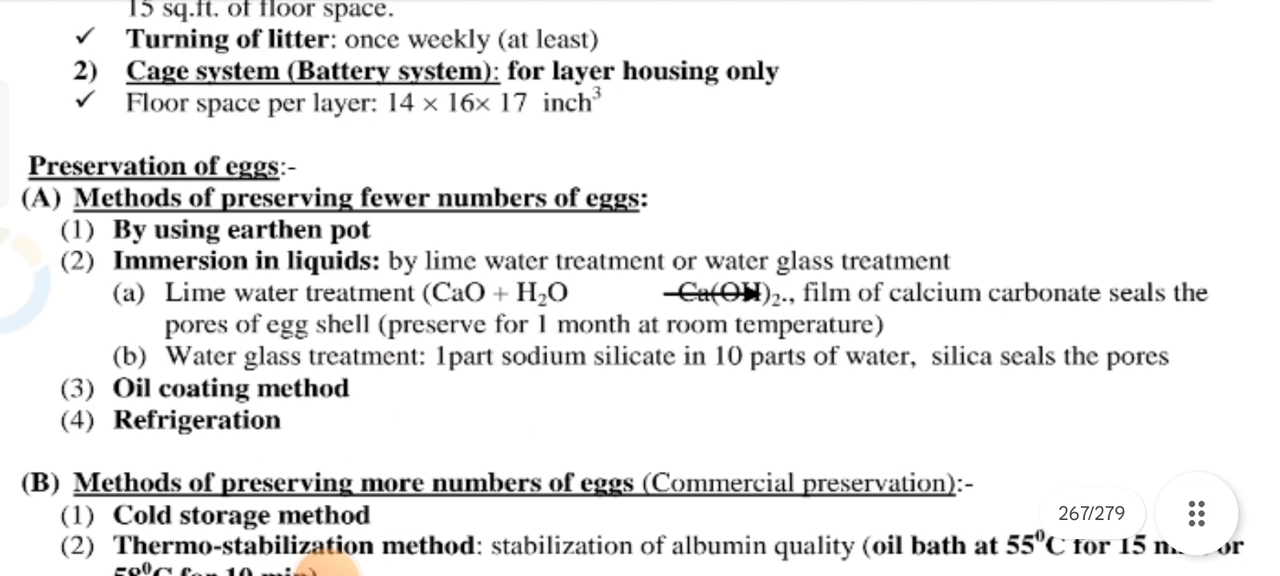 15 sq.ft. of floor space.
✓ Turning of litter: once weekly (at least)
2) Cage system (Battery system): for layer housing only
✓ Floor space per layer: 14 × 16× 17 inch³
Preservation of eggs:-
(A) Methods of preserving fewer numbers of eggs:
(1) By using earthen pot
(2) Immersion in liquids: by lime water treatment or water glass treatment
(a) Lime water treatment (CaO + H₂O Ca(OH)₂., film of calcium carbonate seals the
pores of egg shell (preserve for 1 month at room temperature)
(b) Water glass treatment: 1part sodium silicate in 10 parts of water, silica seals the pores
(3) Oil coating method
(4) Refrigeration
(B) Methods of preserving more numbers of eggs (Commercial preservation):-
(1) Cold storage method
267/279
(2) Thermo-stabilization method: stabilization of albumin quality (oil bath at 55⁰C for 15 or
58⁰C for 10 min)